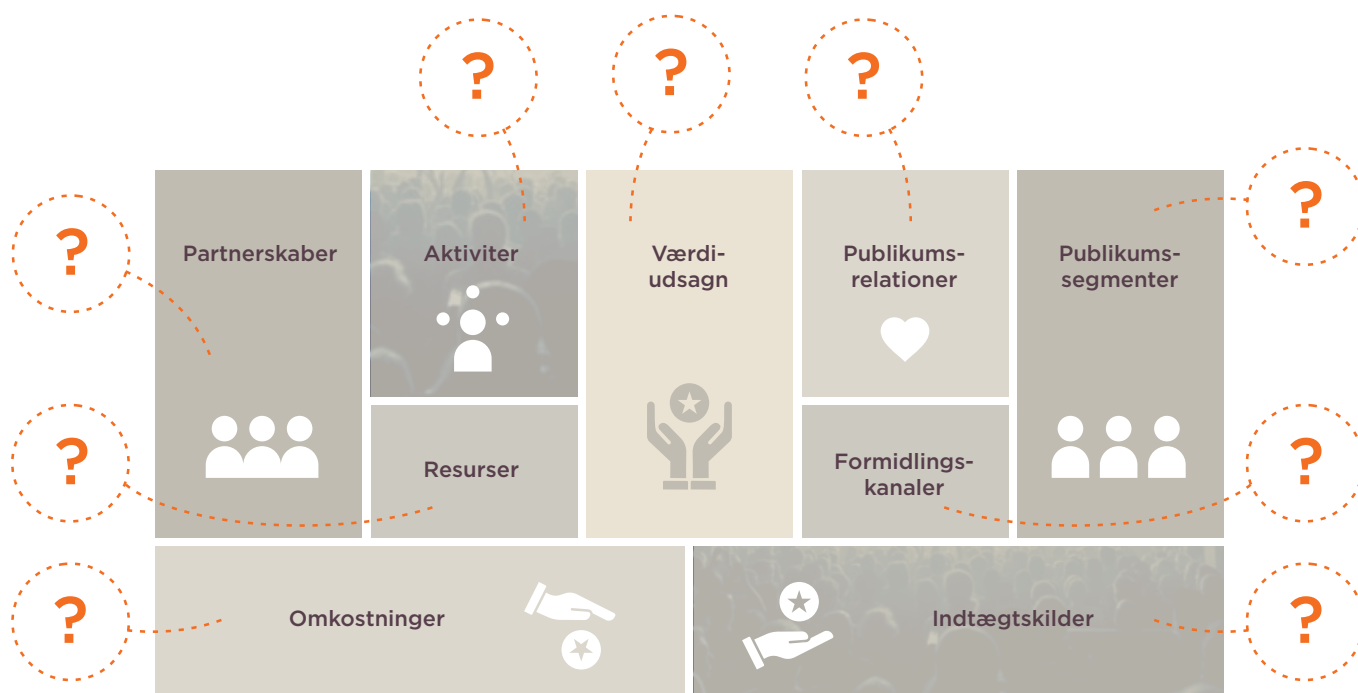 ?
?
?
?
?
Partnerskaber
Aktiviter
Værdi-
udsagn
Publikums-
relationer
Publikums-
segmenter
?
?
Resurser
Formidlings-
kanaler
?
?
Omkostninger
Indtægtskilder